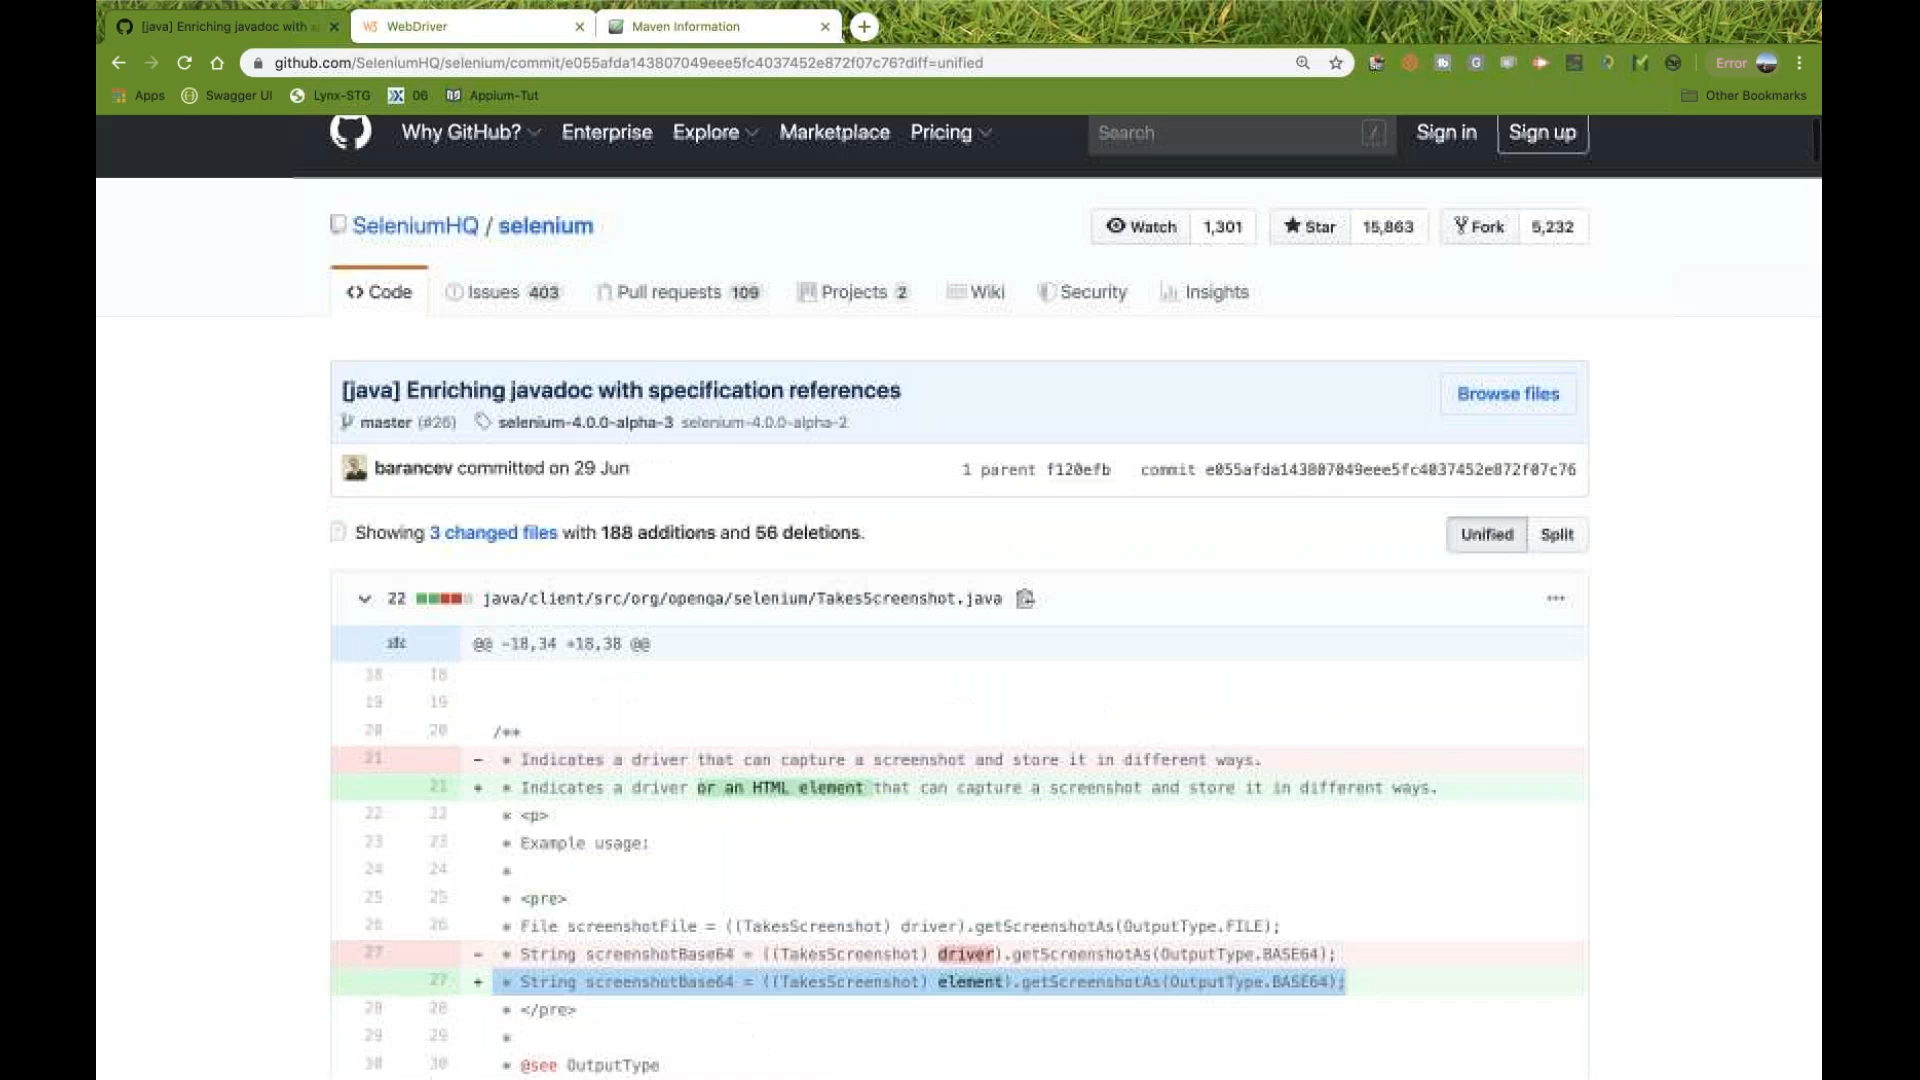 [java] Enriching javadoc with
WebDriver
Maven Information
github.com/SeleniumHQ/selenium/commit/e055afda143807049eee5fc4037452e872f07c76?diff=unified
Error
Apps
Swagger UI
Lynx-STG
06
Appium-Tut
Other Bookmarks
Why GitHub?
Enterprise
Explore
Marketplace
Pricing
Search
/
Sign in
Sign up
SeleniumHQ / selenium
Watch 1,301
Star 15,863
Fork 5,232
<> Code
Issues 403
Pull requests 109
Projects 2
Wiki
Security
Insights
[java] Enriching javadoc with specification references
Browse files
master (#26) selenium-4.0.0-alpha-3 selenium-4.0.0-alpha-2
barancev committed on 29 Jun
1 parent f120efb commit e055afda143807049eee5fc4037452e872f07c76
Showing 3 changed files with 188 additions and 56 deletions.
Unified Split
22 java/client/src/org/openqa/selenium/TakesScreenshot.java ...
@@ -18,34 +18,38 @@
18 18
19 19
20 20 /**
21 - * Indicates a driver that can capture a screenshot and store it in different ways.
21 + * Indicates a driver or an HTML element that can capture a screenshot and store it in different ways.
22 22 * <p>
23 23 * Example usage:
24 24 *
25 25 * <pre>
26 26 * File screenshotFile = ((TakesScreenshot) driver).getScreenshotAs(OutputType.FILE);
27 - * String screenshotBase64 = ((TakesScreenshot) driver).getScreenshotAs(OutputType.BASE64);
27 + * String screenshotBase64 = ((TakesScreenshot) element).getScreenshotAs(OutputType.BASE64);
28 28 * </pre>
29 29 *
30 30 * @see OutputType